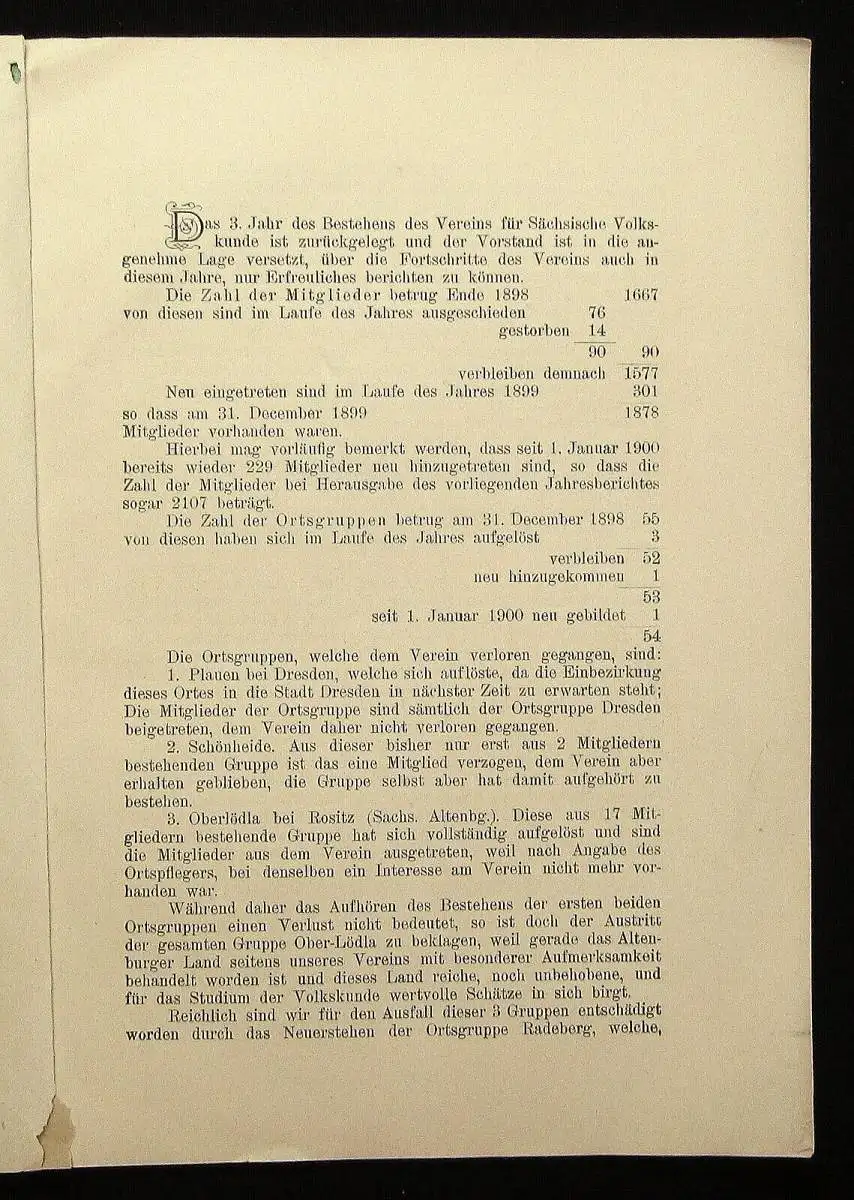 Das 3. Jahr des Bestehens des Vereins für Sächsische Volks-
kunde ist zurückgelegt und der Vorstand ist in die an-
genehme Lage versetzt, über die Fortschritte des Vereins auch in
diesem Jahre, nur Erfreuliches berichten zu können.
Die Zahl der Mitglieder betrug Ende 1898 1667
von diesen sind im Laufe des Jahres ausgeschieden 76
gestorben 14
90 90
verbleiben demnach 1577
Neu eingetreten sind im Laufe des Jahres 1899 301
so dass am 31. December 1899 1878
Mitglieder vorhanden waren.
Hierbei mag vorläufig bemerkt werden, dass seit 1. Januar 1900
bereits wieder 229 Mitglieder neu hinzugetreten sind, so dass die
Zahl der Mitglieder bei Herausgabe des vorliegenden Jahresberichtes
sogar 2107 beträgt.
Die Zahl der Ortsgruppen betrug am 31. December 1898 55
von diesen haben sich im Laufe des Jahres aufgelöst 3
verbleiben 52
neu hinzugekommen 1
53
seit 1. Januar 1900 neu gebildet 1
54
Die Ortsgruppen, welche dem Verein verloren gegangen, sind:
1. Plauen bei Dresden, welche sich auflöste, da die Einbezirkung
dieses Ortes in die Stadt Dresden in nächster Zeit zu erwarten steht;
Die Mitglieder der Ortsgruppe sind sämtlich der Ortsgruppe Dresden
beigetreten, dem Verein daher nicht verloren gegangen.
2. Schönheide. Aus dieser bisher nur erst aus 2 Mitgliedern
bestehenden Gruppe ist das eine Mitglied verzogen, dem Verein aber
erhalten geblieben, die Gruppe selbst aber hat damit aufgehört zu
bestehen.
3. Oberlödla bei Rositz (Sachs. Altenbg.). Diese aus 17 Mit-
gliedern bestehende Gruppe hat sich vollständig aufgelöst und sind
die Mitglieder aus dem Verein ausgetreten, weil nach Angabe des
Ortspflegers, bei denselben ein Interesse am Verein nicht mehr vor-
handen war.
Während daher das Aufhören des Bestehens der ersten beiden
Ortsgruppen einen Verlust nicht bedeutet, so ist doch der Austritt
der gesamten Gruppe Ober-Lödla zu beklagen, weil gerade das Alten-
burger Land seitens unseres Vereins mit besonderer Aufmerksamkeit
behandelt worden ist und dieses Land reiche, noch unbehobene, und
für das Studium der Volkskunde wertvolle Schätze in sich birgt.
Reichlich sind wir für den Ausfall dieser 3 Gruppen entschädigt
worden durch das Neuerstehen der Ortsgruppe Radeberg, welche,